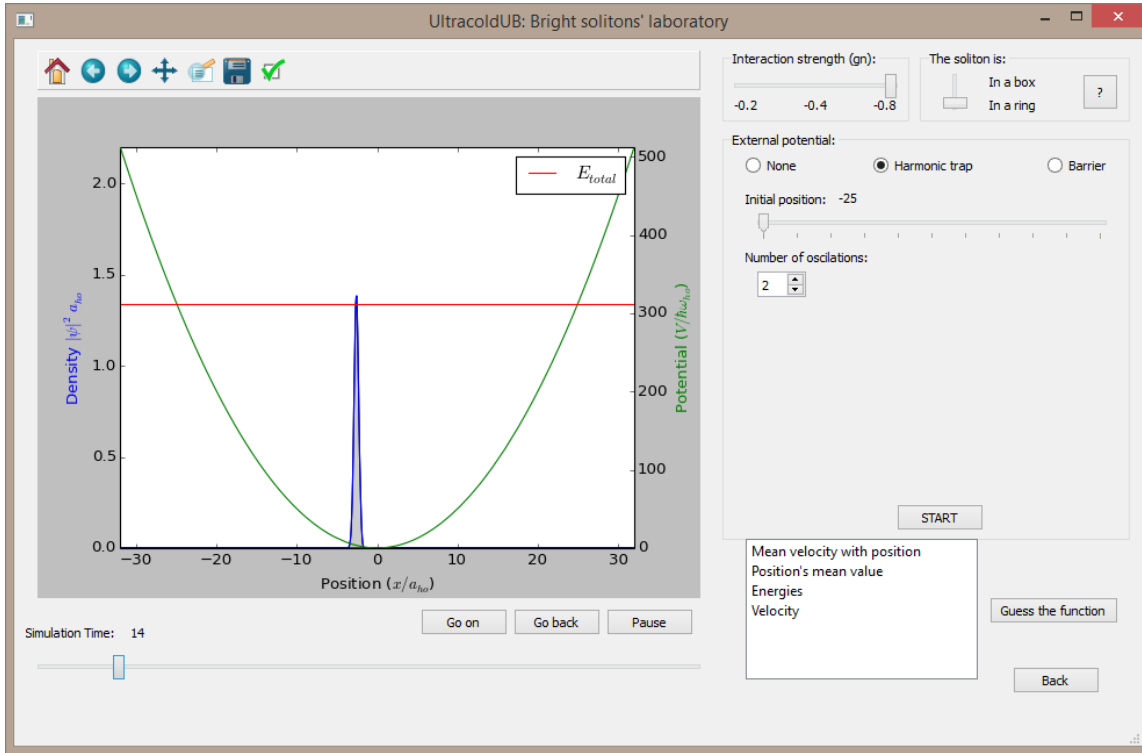 UltracoldUB: Bright solitons' laboratory
E_total
2.0
1.5
1.0
0.5
0.0
Density |ψ|² a_ho
500
400
300
200
100
0
Potential (V/ħω_ho)
−30 −20 −10 0 10 20 30
Position (x/a_ho)
Go on Go back Pause
Simulation Time: 14
Interaction strength (gn):
-0.2 -0.4 -0.8
The soliton is:
In a box
In a ring
?
External potential:
None Harmonic trap Barrier
Initial position: -25
Number of oscilations:
2
START
Mean velocity with position
Position's mean value
Energies
Velocity
Guess the function
Back